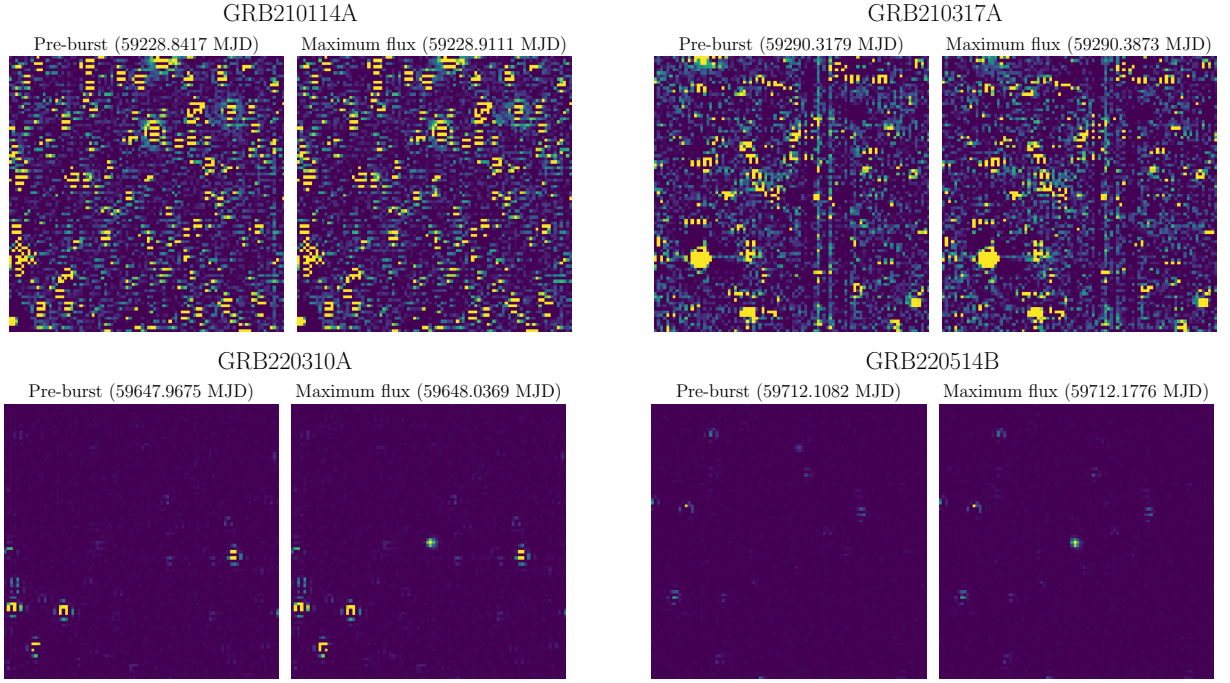 GRB210114A
Pre-burst (59228.8417 MJD)
Maximum flux (59228.9111 MJD)
GRB210317A
Pre-burst (59290.3179 MJD)
Maximum flux (59290.3873 MJD)
GRB220310A
Pre-burst (59647.9675 MJD)
Maximum flux (59648.0369 MJD)
GRB220514B
Pre-burst (59712.1082 MJD)
Maximum flux (59712.1776 MJD)